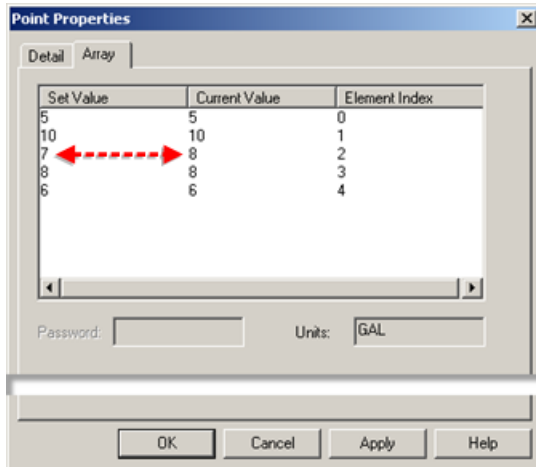 Point Properties
Detail Array
Set Value Current Value Element Index
5 5 0
10 10 1
7 8 2
8 8 3
6 6 4
Password: Units: GAL
OK Cancel Apply Help